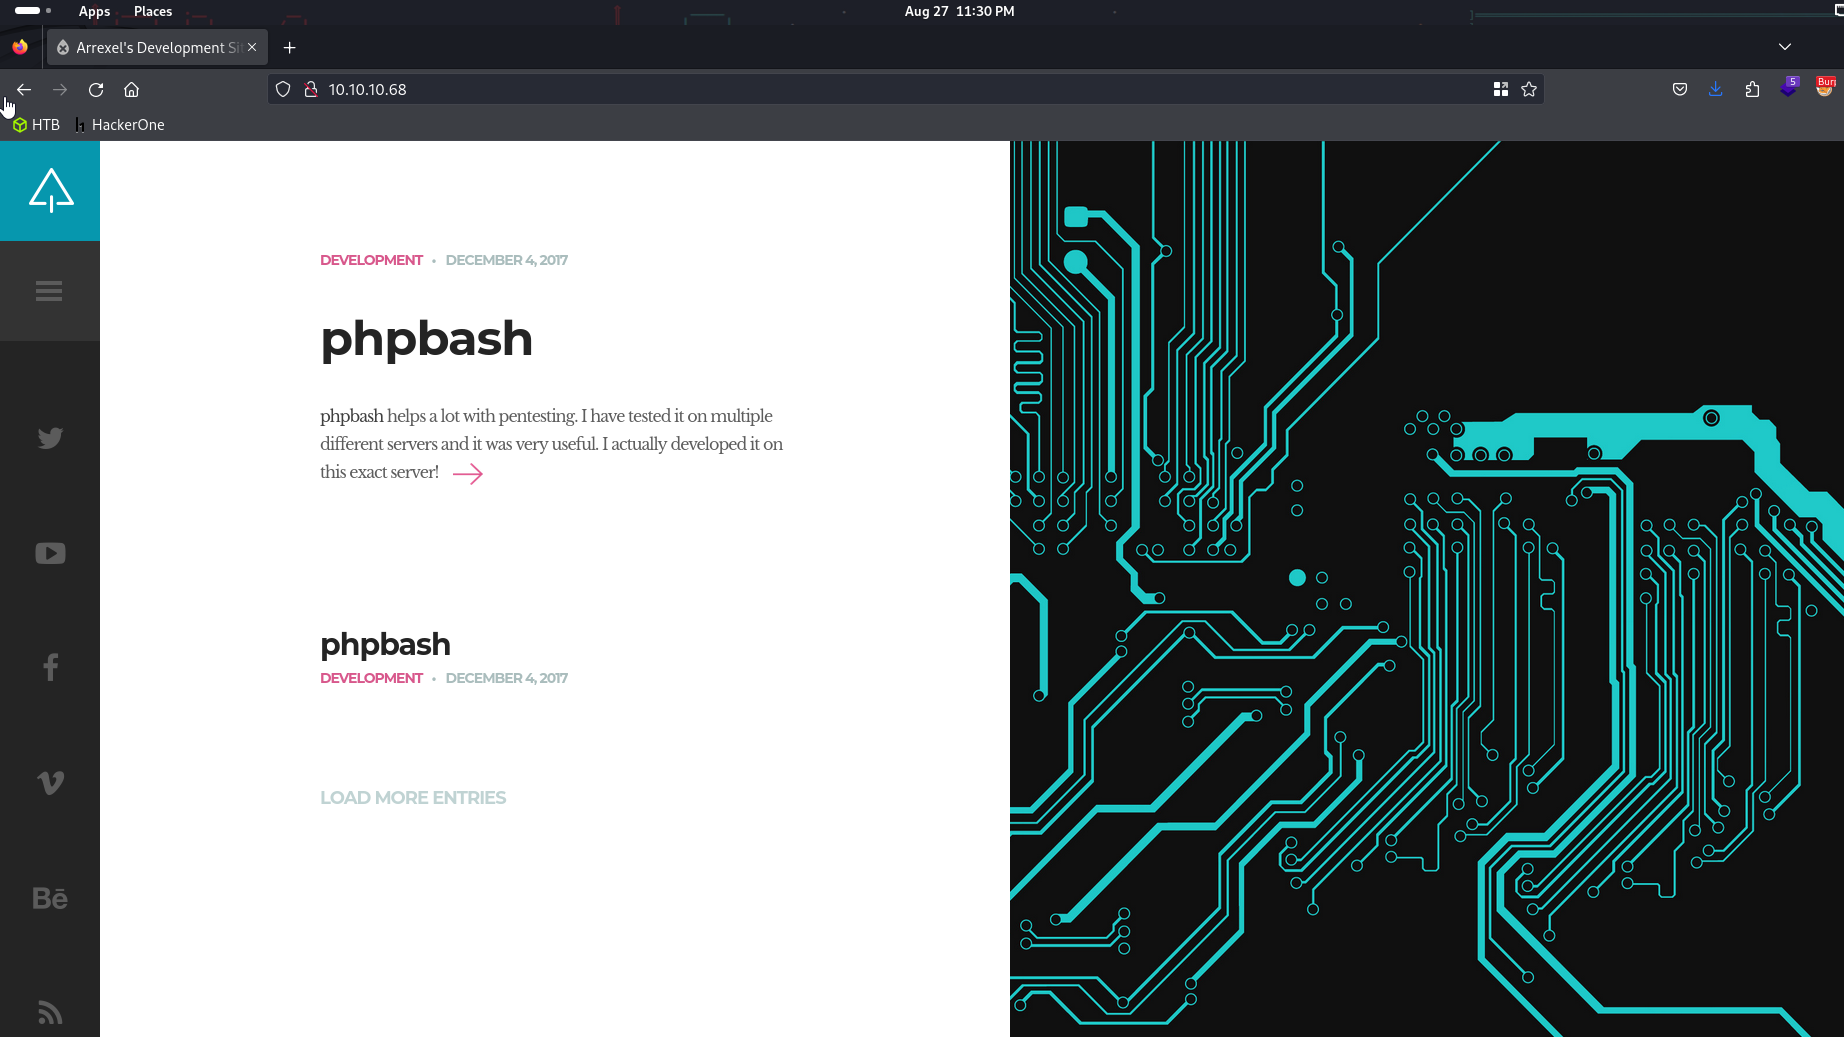 Apps Places Aug 27 11:30 PM
Arrexel's Development Sit
10.10.10.68
5
Burp
HTB HackerOne
DEVELOPMENT • DECEMBER 4, 2017
phpbash
phpbash helps a lot with pentesting. I have tested it on multiple
different servers and it was very useful. I actually developed it on
this exact server!
phpbash
DEVELOPMENT • DECEMBER 4, 2017
LOAD MORE ENTRIES
Bē